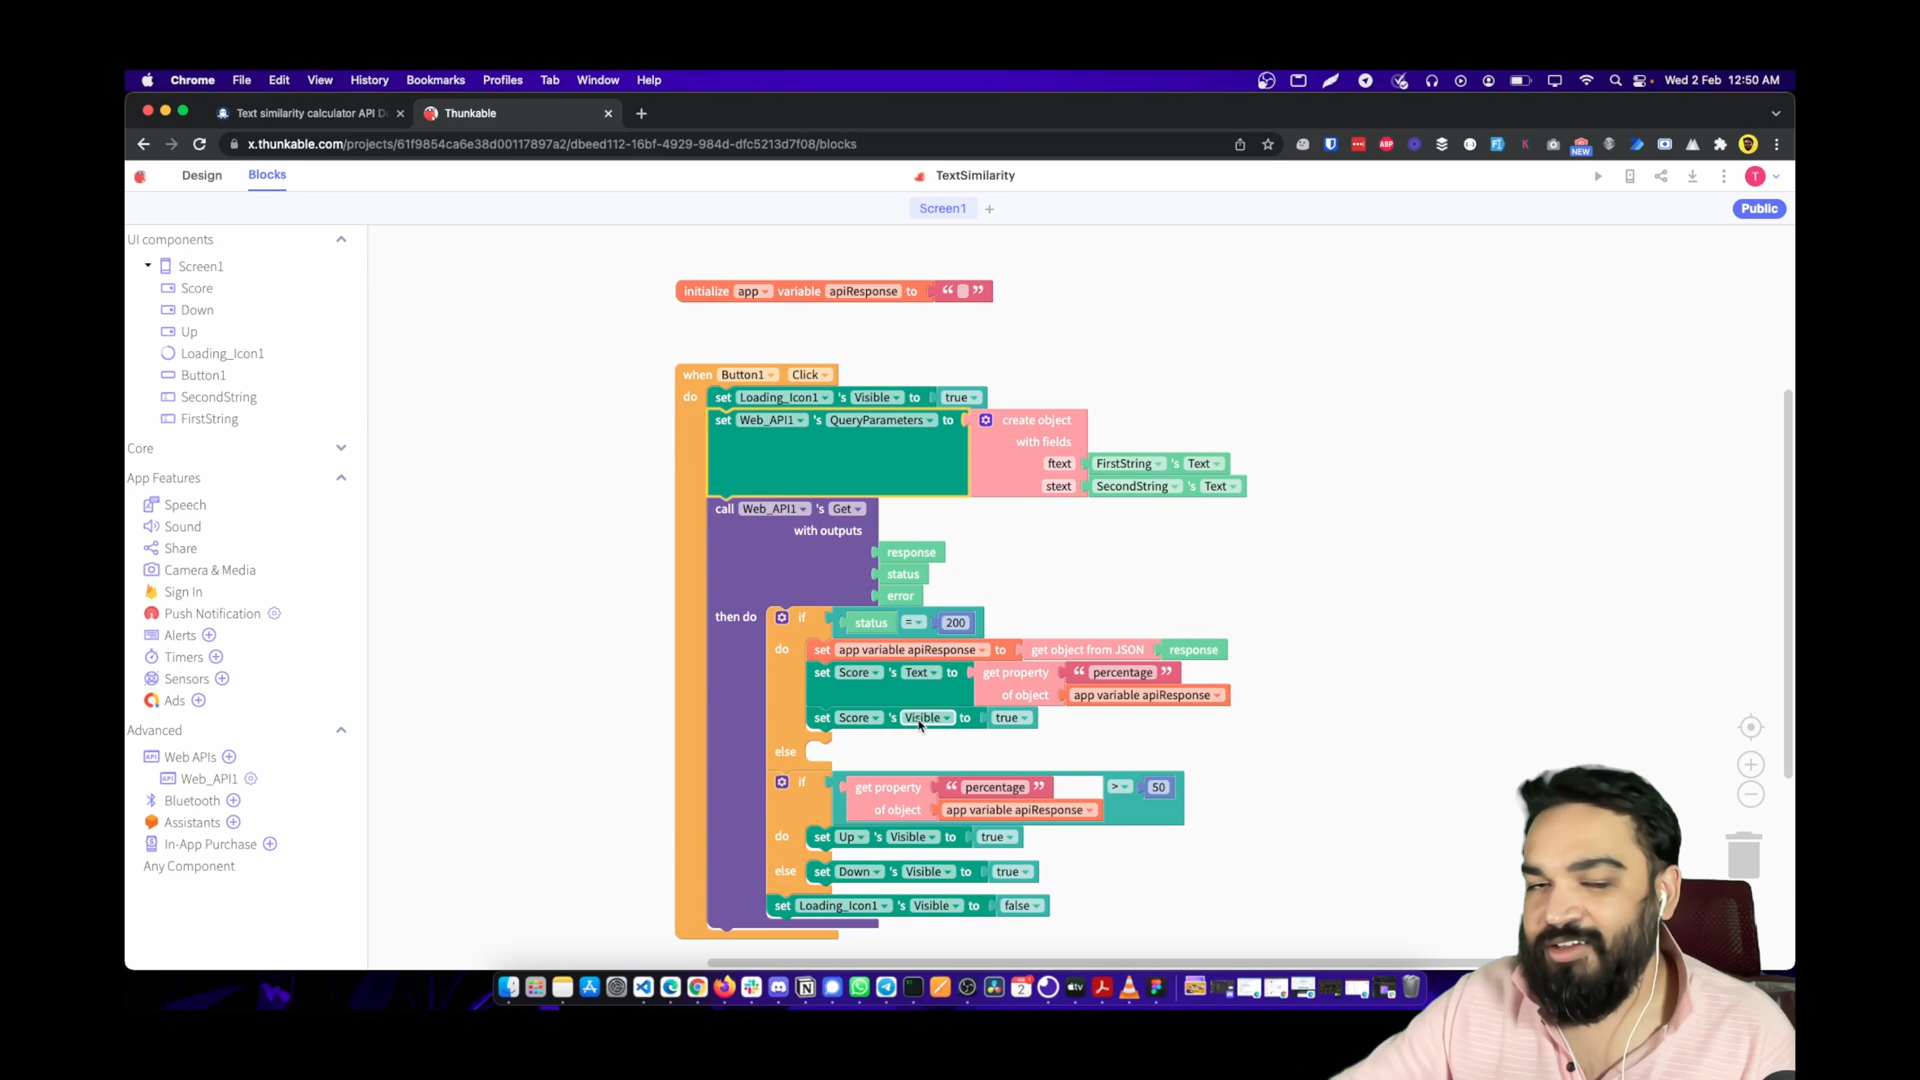 Chrome File Edit View History Bookmarks Profiles Tab Window Help
Wed 2 Feb 12:50 AM
Text similarity calculator API D
Thunkable
x.thunkable.com/projects/61f9854ca6e38d00117897a2/dbeed112-16bf-4929-984d-dfc5213d7f08/blocks
ABP
NEW
Design
Blocks
TextSimilarity
T
Screen1
Public
UI components
Screen1
Score
Down
Up
Loading_Icon1
Button1
SecondString
FirstString
Core
App Features
Speech
Sound
Share
Camera & Media
Sign In
Push Notification
Alerts
Timers
Sensors
Ads
Advanced
Web APIs
API
Web_API1
API
Bluetooth
Assistants
In-App Purchase
Any Component
initialize app variable apiResponse to “ ”
when Button1 Click
do set Loading_Icon1 's Visible to true
set Web_API1 's QueryParameters to create object
with fields
ftext FirstString 's Text
stext SecondString 's Text
call Web_API1 's Get
with outputs
response
status
error
then do if status = 200
do set app variable apiResponse to get object from JSON response
set Score 's Text to get property “ percentage ”
of object app variable apiResponse
set Score 's Visible to true
else
if get property “ percentage ” > 50
of object app variable apiResponse
do set Up 's Visible to true
else set Down 's Visible to true
set Loading_Icon1 's Visible to false
2
tv